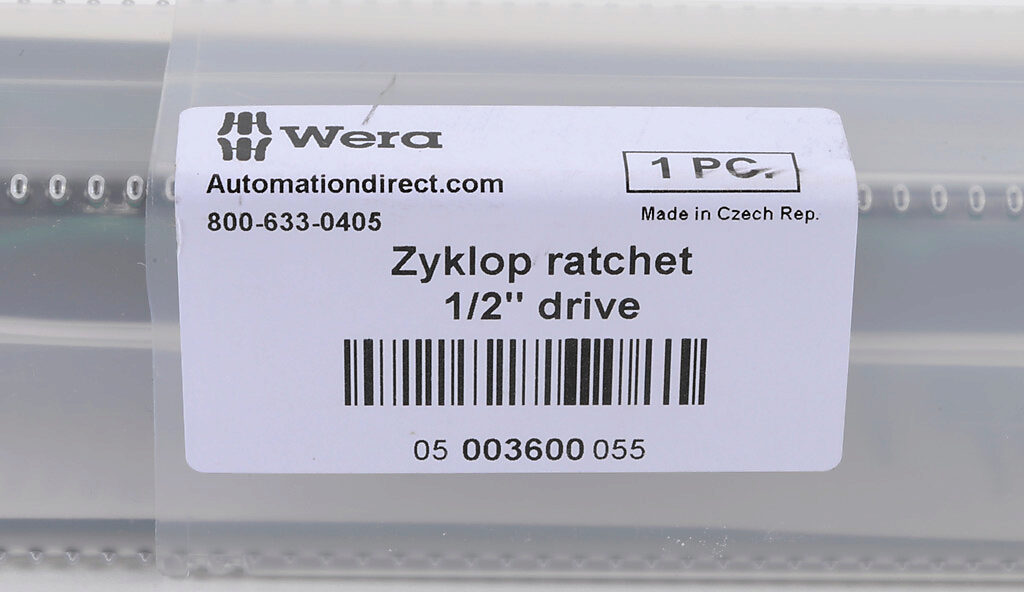 Wera
Automationdirect.com
800-633-0405
1 PC.
Made in Czech Rep.
Zyklop ratchet
1/2" drive
05 003600 055